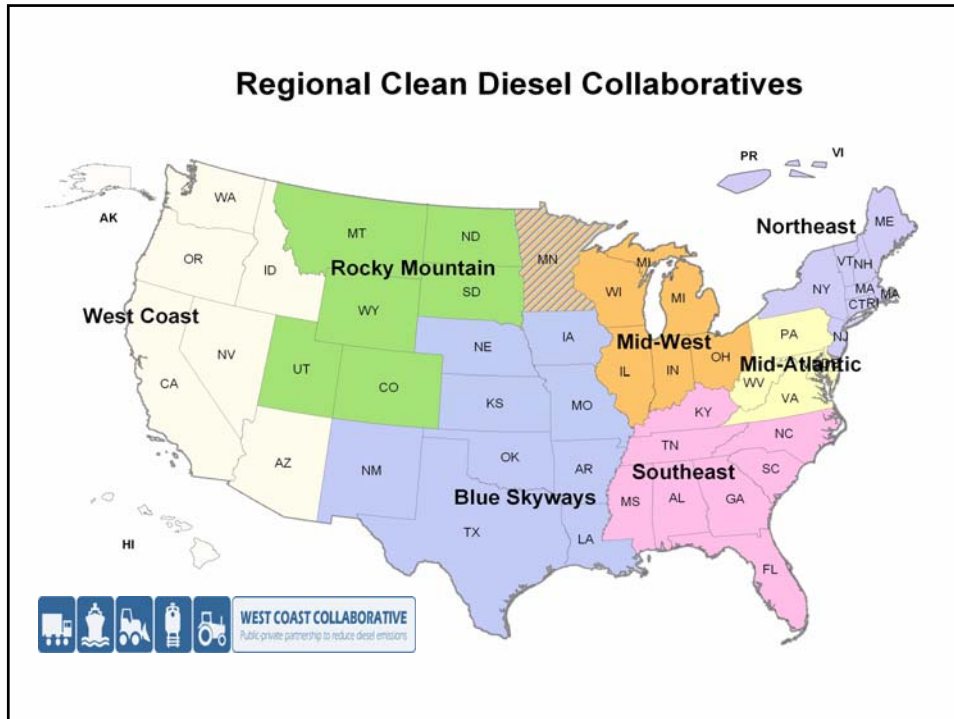 Regional Clean Diesel Collaboratives
PR
VI
AK
WA
MT
ND
MN
MI
Northeast
ME
VT
NH
OR
ID
Rocky Mountain
SD
WI
MI
NY
MA
MA
CT
RI
West Coast
WY
IA
Mid-West
PA
NJ
NV
NE
Mid-Atlantic
UT
CO
IL
IN
OH
WV
CA
KS
MO
VA
KY
AZ
NM
OK
AR
TN
NC
Southeast
SC
Blue Skyways
MS
AL
GA
TX
LA
HI
FL
WEST COAST COLLABORATIVE
Public-private partnership to reduce diesel emissions